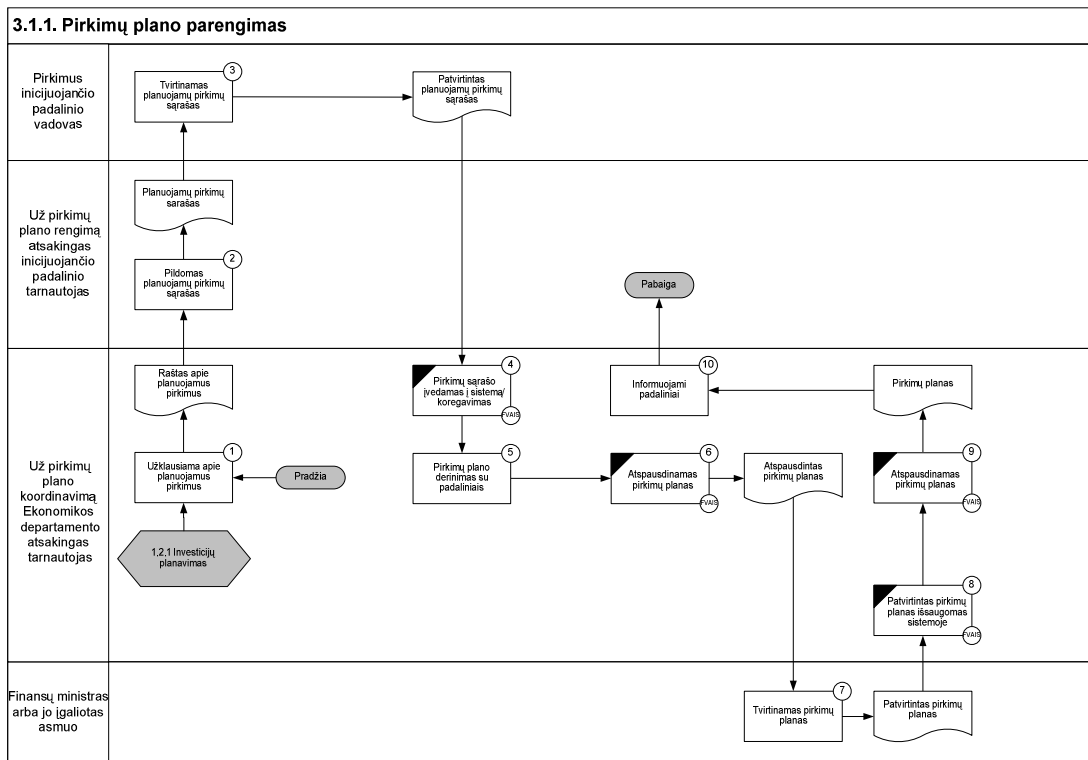 3.1.1. Pirkimų plano parengimas
Pirkimus
inicijuojančio
padalinio
vadovas
3
Tvirtinamas
planuojamų pirkimų
sąrašas
Patvirtintas
planuojamų pirkimų
sąrašas
Už pirkimų
plano rengimą
atsakingas
inicijuojančio
padalinio
tarnautojas
Planuojamų pirkimų
sarašas
2
Pildomas
planuojamų pirkimų
sąrašas
Pabaiga
Už pirkimų
plano
koordinavimą
Ekonomikos
departamento
atsakingas
tarnautojas
Raštas apie
planuojamus
pirkimus
1
Užklausiama apie
planuojamus
pirkimus
Pradžia
1,2,1 Investicijų
planavimas
4
Pirkimų sąrašo
įvedamas į sistemą/
koregavimas
FVAIS
5
Pirkimų plano
derinimas su
padaliniais
10
Informuojami
padaliniai
6
Atspausdinamas
pirkimų planas
FVAIS
Atspausdintas
pirkimų planas
Pirkimų planas
9
Atspausdinamas
pirkimų planas
FVAIS
8
Patvirtintas pirkimų
planas išsaugomas
sistemoje
FVAIS
Finansų ministras
arba jo įgaliotas
asmuo
7
Tvirtinamas pirkimų
planas
Patvirtintas pirkimų
planas